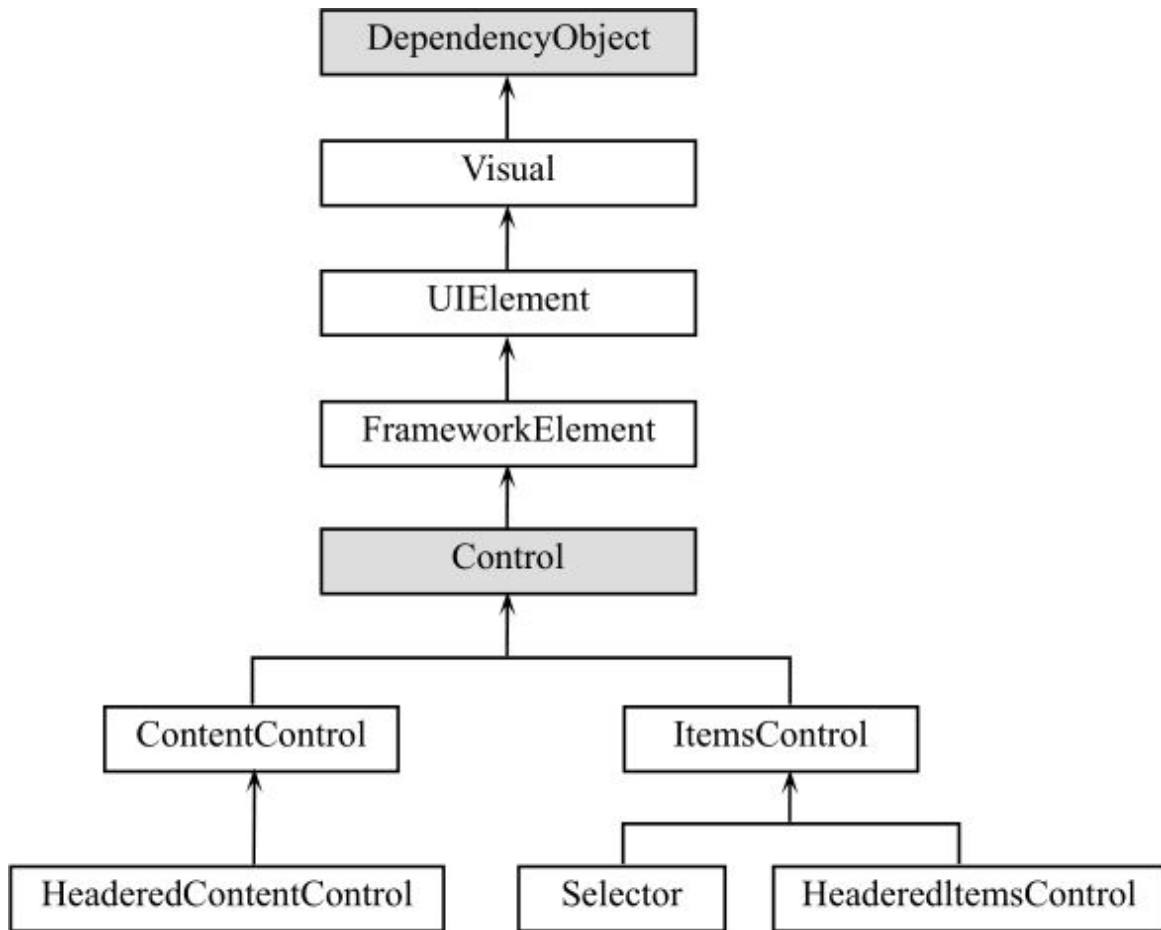 DependencyObject
Visual
UIElement
FrameworkElement
Control
ContentControl
ItemsControl
HeaderedContentControl
Selector
HeaderedItemsControl